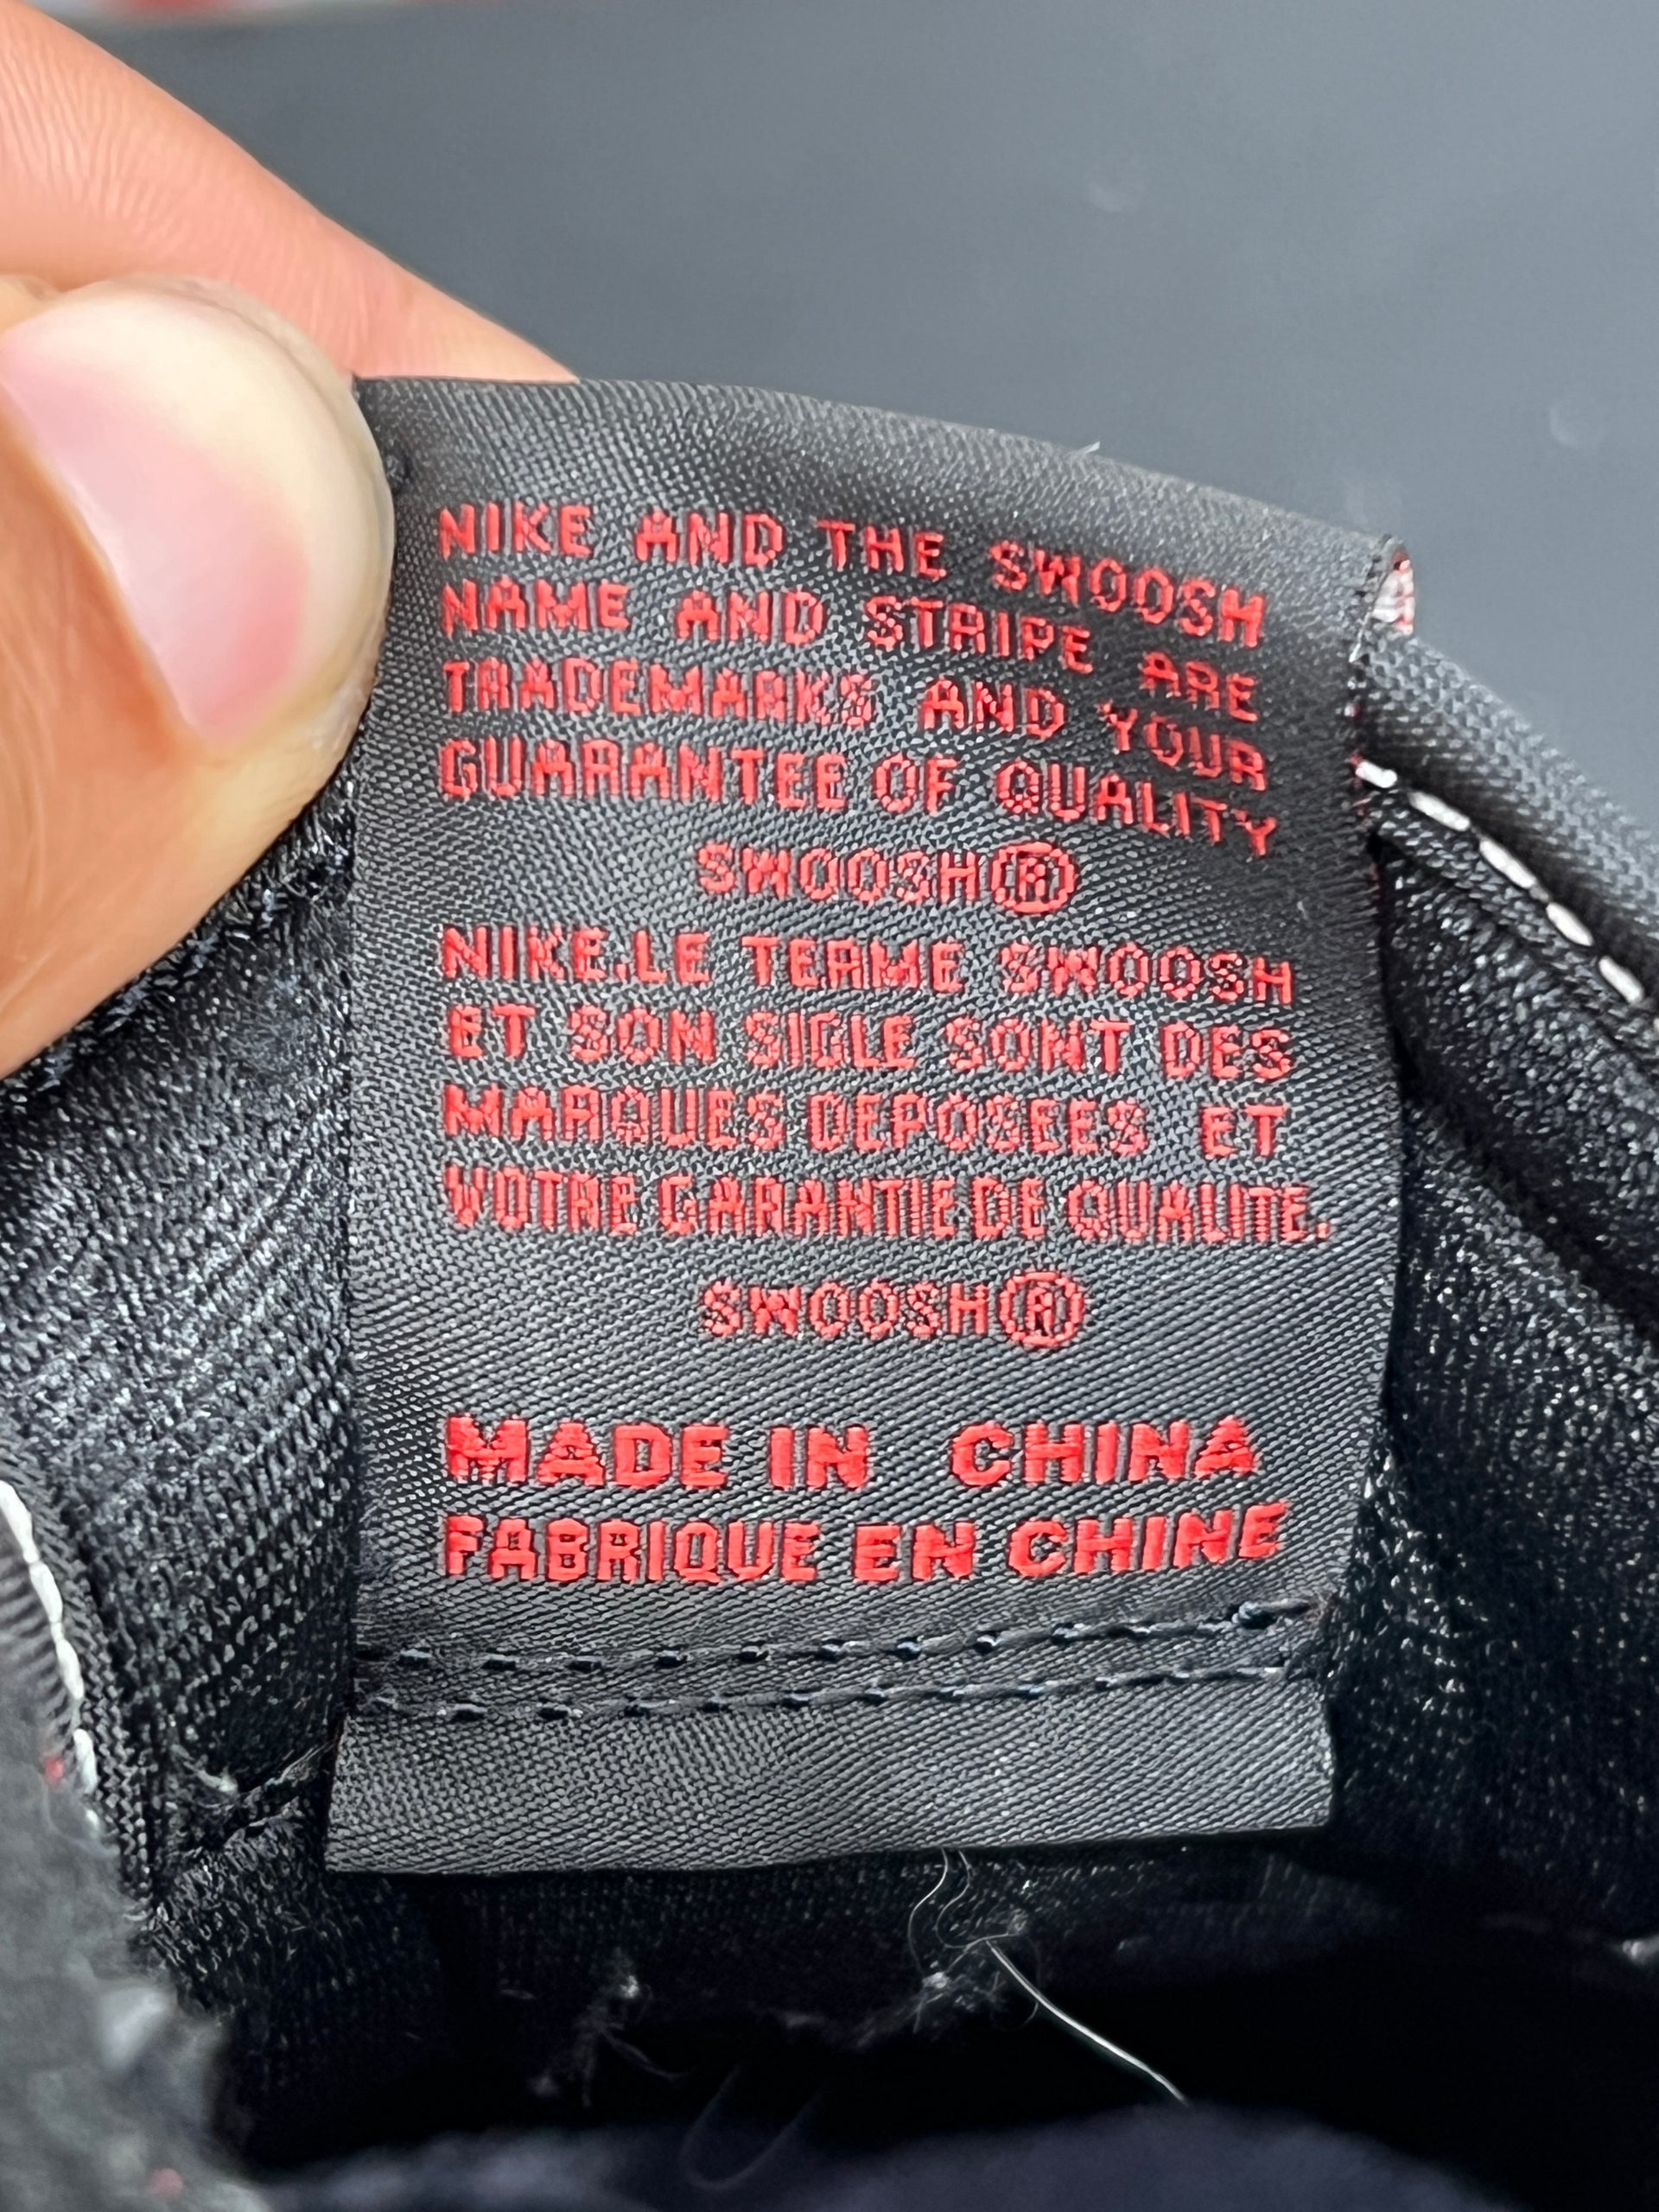 NIKE AND THE SWOOSH
NAME AND STRIPE ARE
TRADEMARKS AND YOUR
GUARANTEE OF QUALITY
SWOOSH®
NIKE.LE TERME SWOOSH
ET SON SIGLE SONT DES
MARQUES DEPOSEES ET
VOTRE GARANTIE DE QUALITE.
SWOOSH®
MADE IN CHINA
FABRIQUE EN CHINE